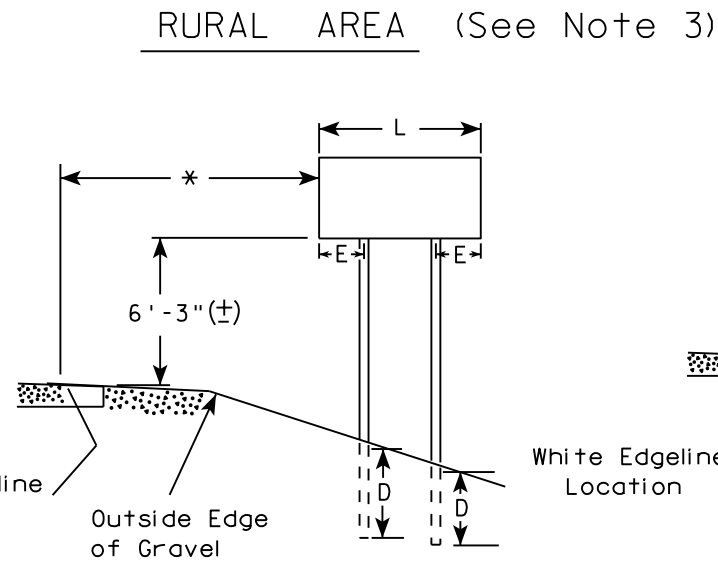 RURAL AREA (See Note 3)
L
*
E E
6'-3"(±)
D
D
line
White Edgeline
Location
Outside Edge
of Gravel